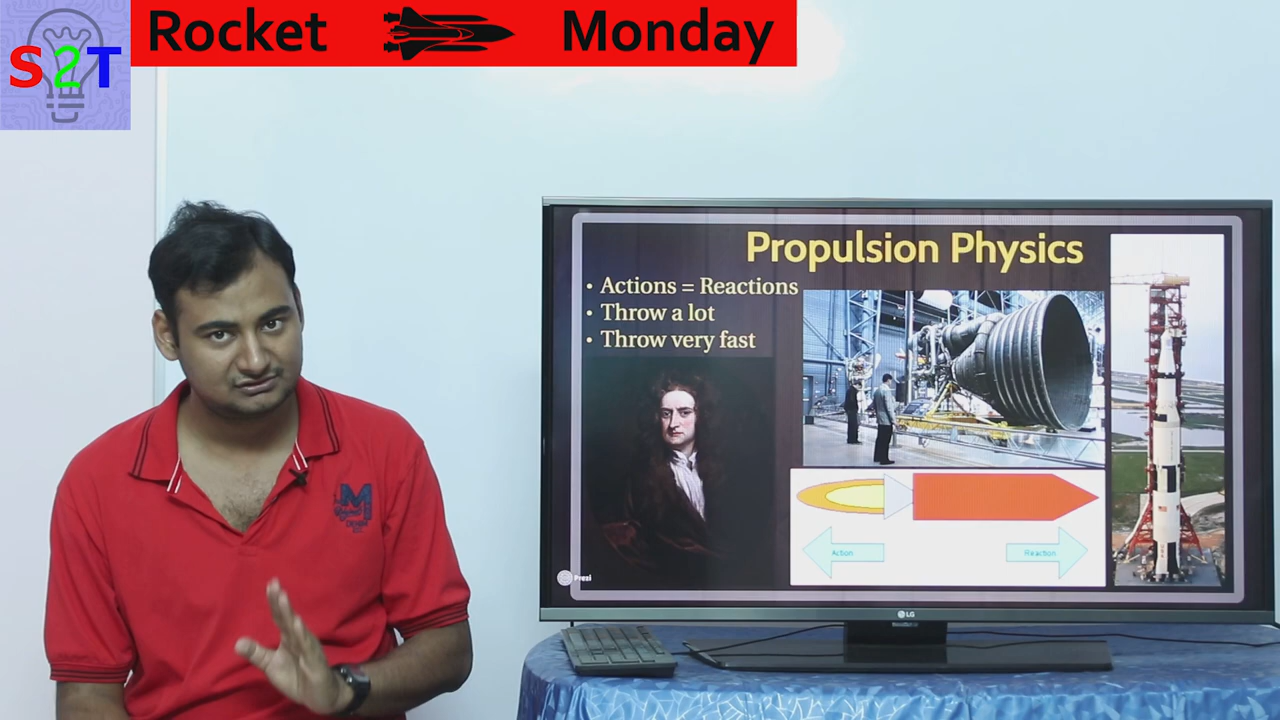 Rocket Monday
S2T
Propulsion Physics
• Actions = Reactions
• Throw a lot
• Throw very fast
Action
Reaction
Prezi
LG
M